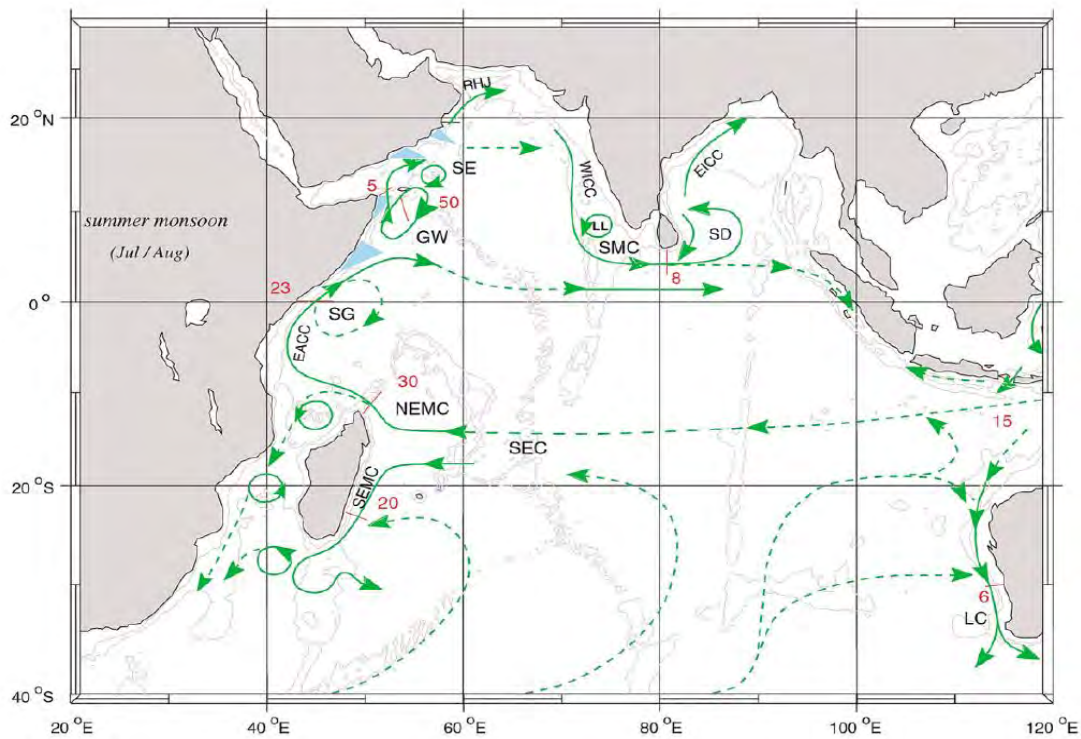 RHJ
20 °N
SE
5
50
WICC
EICC
summer monsoon
(Jul / Aug)
GW
LL
SMC
SD
8
23
0 °
SG
EACC
30
NEMC
15
SEC
20 °S
SEMC
20
6
LC
40 °S
20 °E
40 °E
60 °E
80 °E
100 °E
120 °E